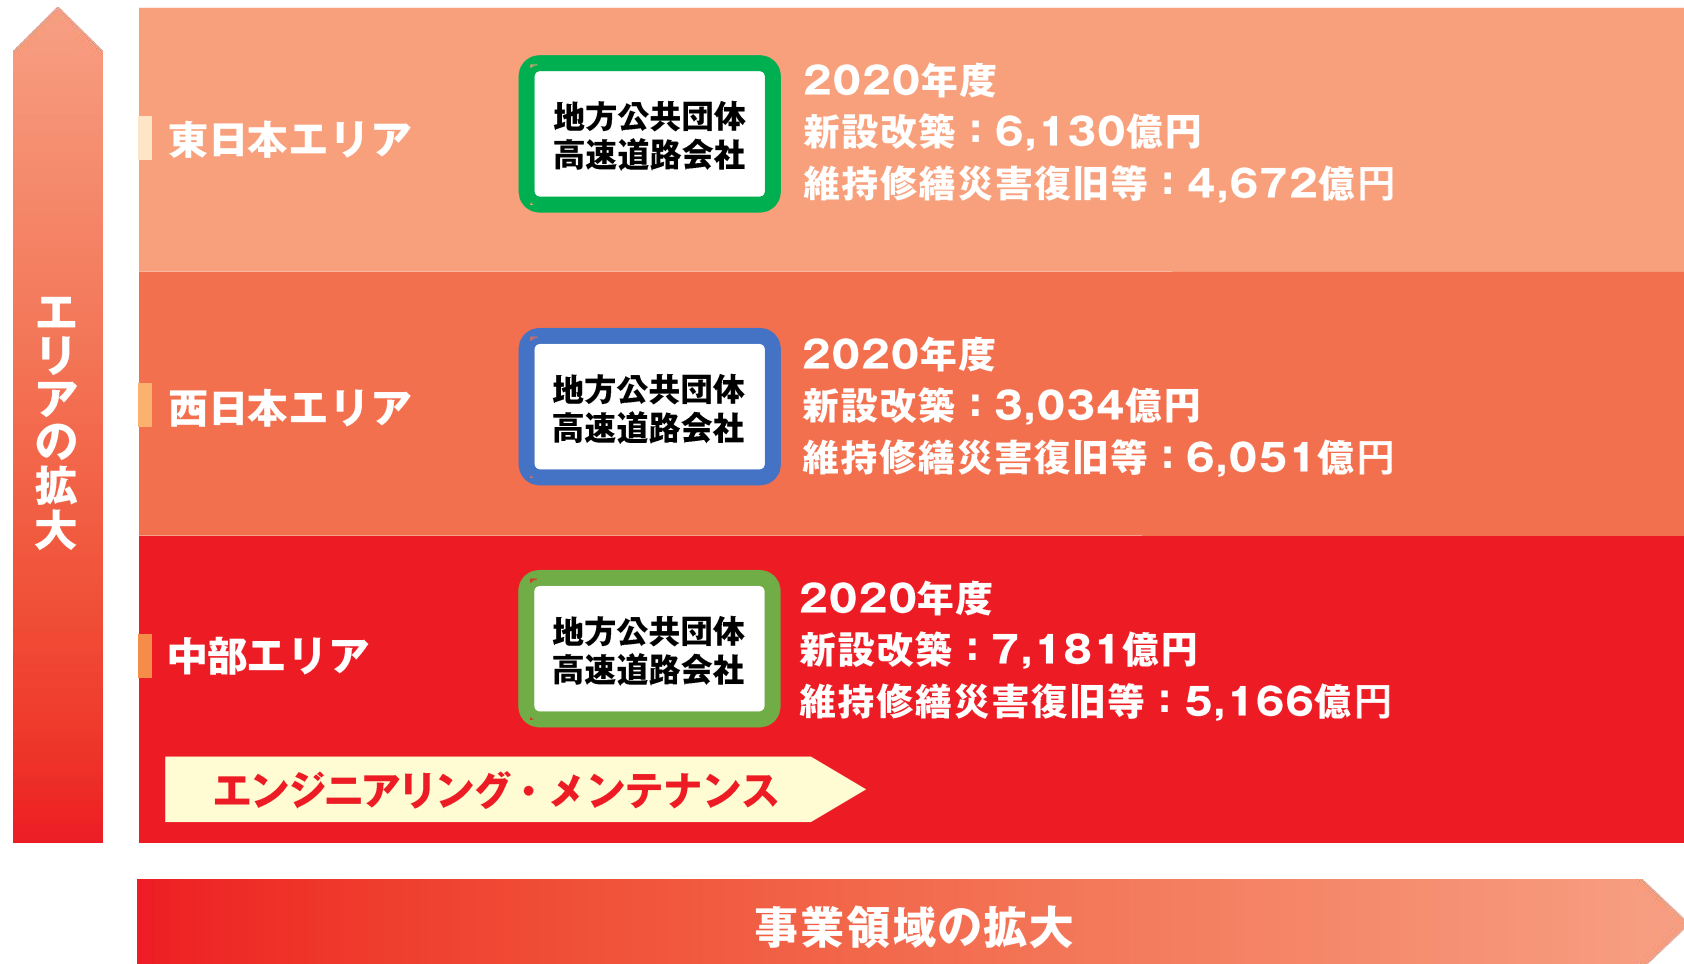 エリアの拡大
東日本エリア
地方公共団体
高速道路会社
2020年度
新設改築：6,130億円
維持修繕災害復旧等：4,672億円
西日本エリア
地方公共団体
高速道路会社
2020年度
新設改築：3,034億円
維持修繕災害復旧等：6,051億円
中部エリア
地方公共団体
高速道路会社
2020年度
新設改築：7,181億円
維持修繕災害復旧等：5,166億円
エンジニアリング・メンテナンス
事業領域の拡大